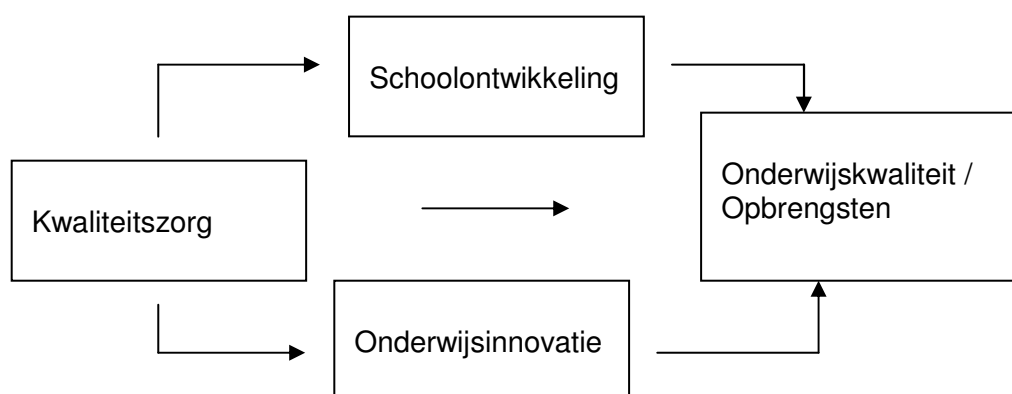 Schoolontwikkeling
Kwaliteitszorg
Onderwijskwaliteit /
Opbrengsten
Onderwijsinnovatie